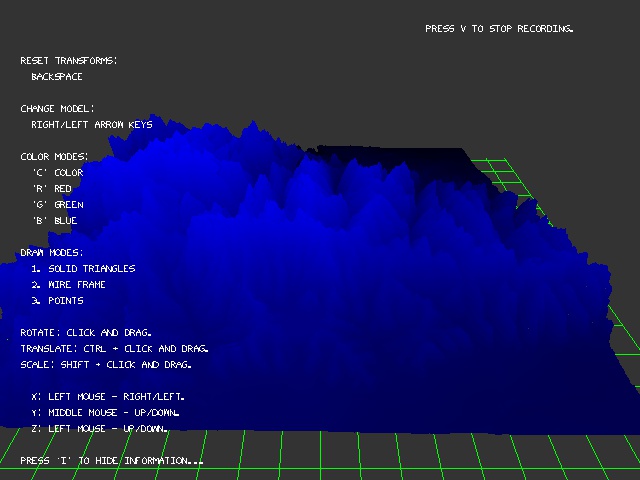 PRESS V TO STOP RECORDING.
RESET TRANSFORMS:
BACKSPACE
CHANGE MODEL:
RIGHT/LEFT ARROW KEYS
COLOR MODES:
'C' COLOR
'R' RED
'G' GREEN
'B' BLUE
DRAW MODES:
1. SOLID TRIANGLES
2. WIRE FRAME
3. POINTS
ROTATE: CLICK AND DRAG.
TRANSLATE: CTRL + CLICK AND DRAG.
SCALE: SHIFT + CLICK AND DRAG.
X: LEFT MOUSE - RIGHT/LEFT.
Y: MIDDLE MOUSE - UP/DOWN.
Z: LEFT MOUSE - UP/DOWN.
PRESS 'I' TO HIDE INFORMATION...